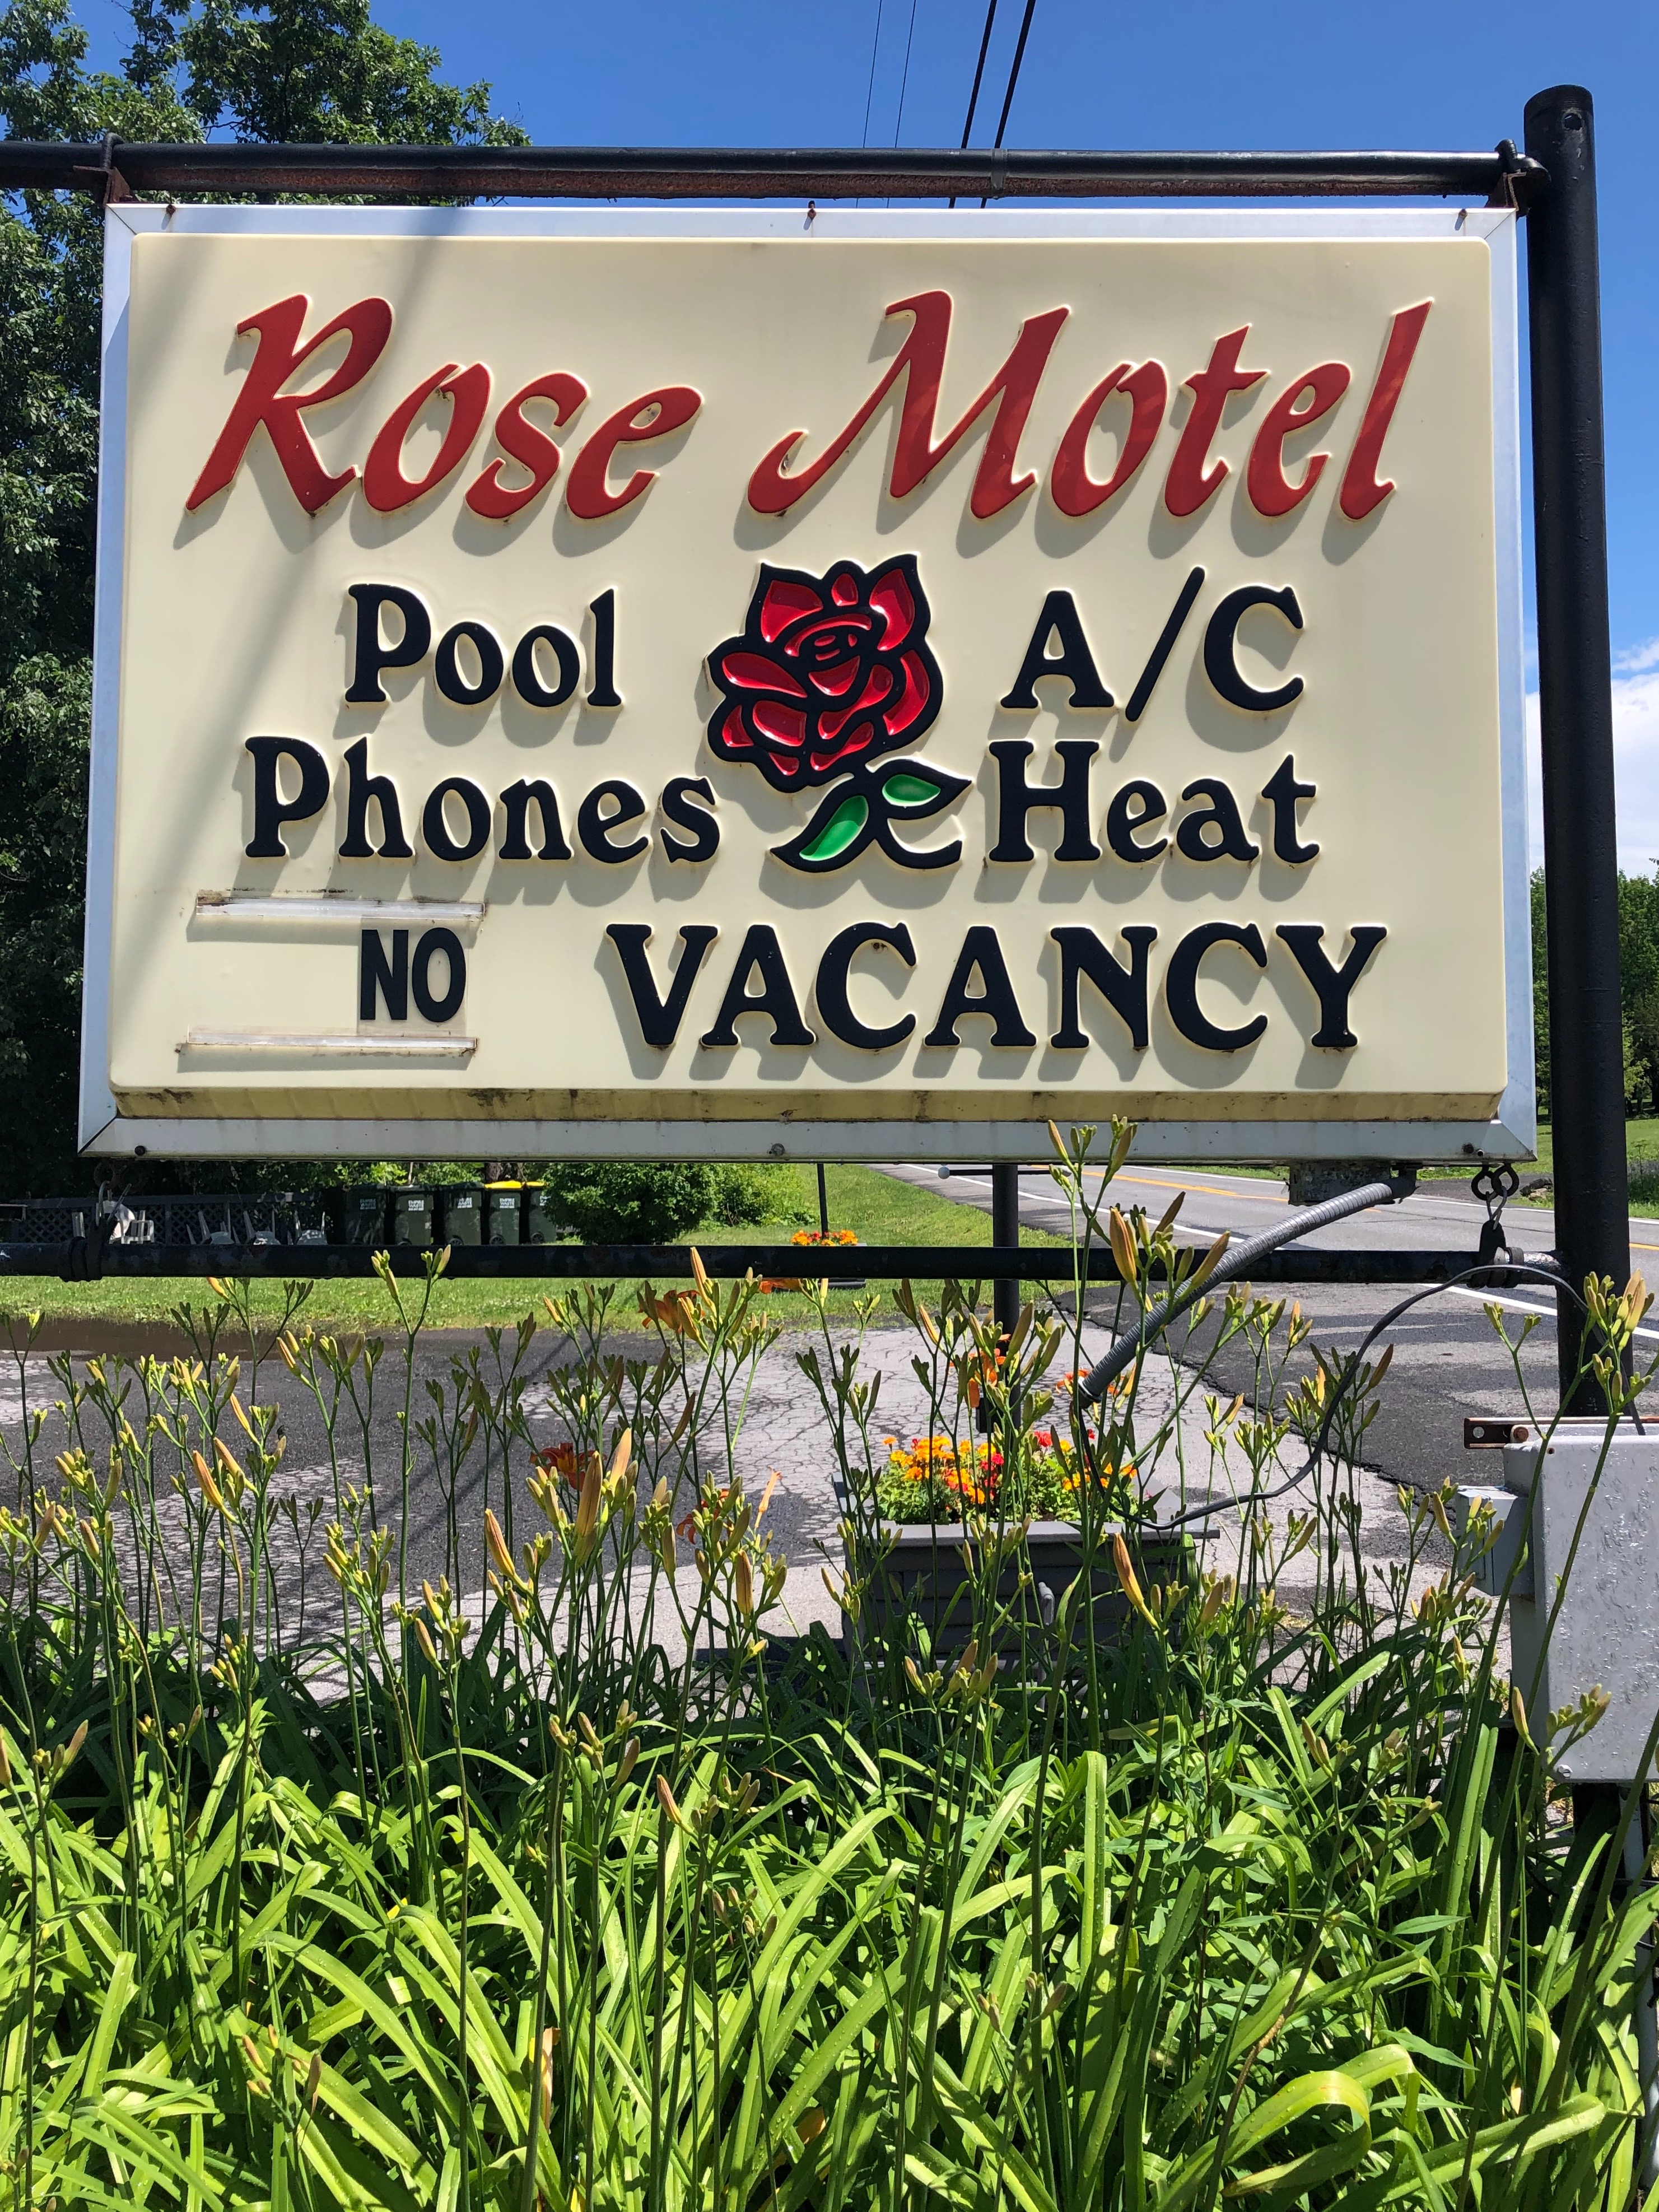 Rose Motel
Pool A/C
Phones Heat
NO VACANCY